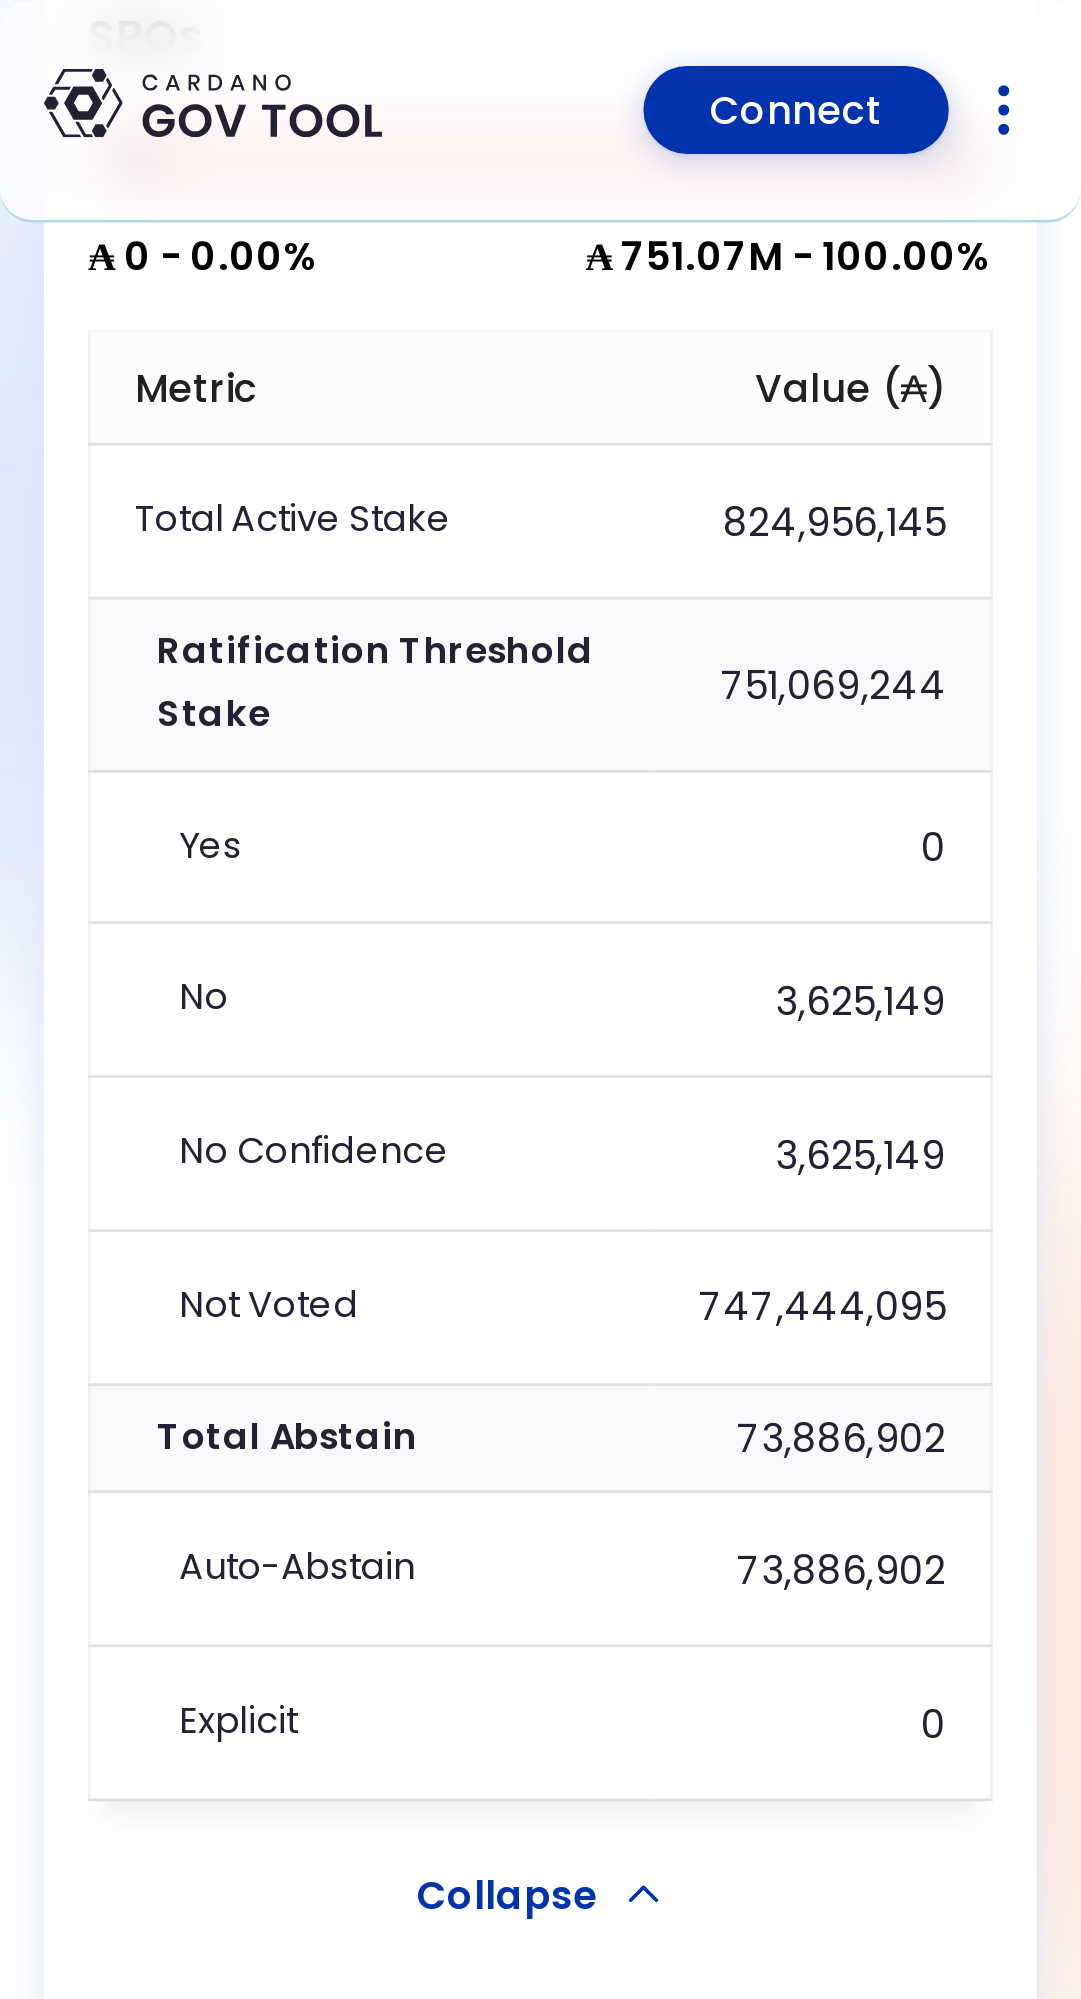 SPOs
CARDANO
GOV TOOL
Connect
₳ 0 - 0.00%
₳ 751.07M - 100.00%
Metric
Value (₳)
Total Active Stake
824,956,145
Ratification Threshold
Stake
751,069,244
Yes
0
No
3,625,149
No Confidence
3,625,149
Not Voted
747,444,095
Total Abstain
73,886,902
Auto-Abstain
73,886,902
Explicit
0
Collapse